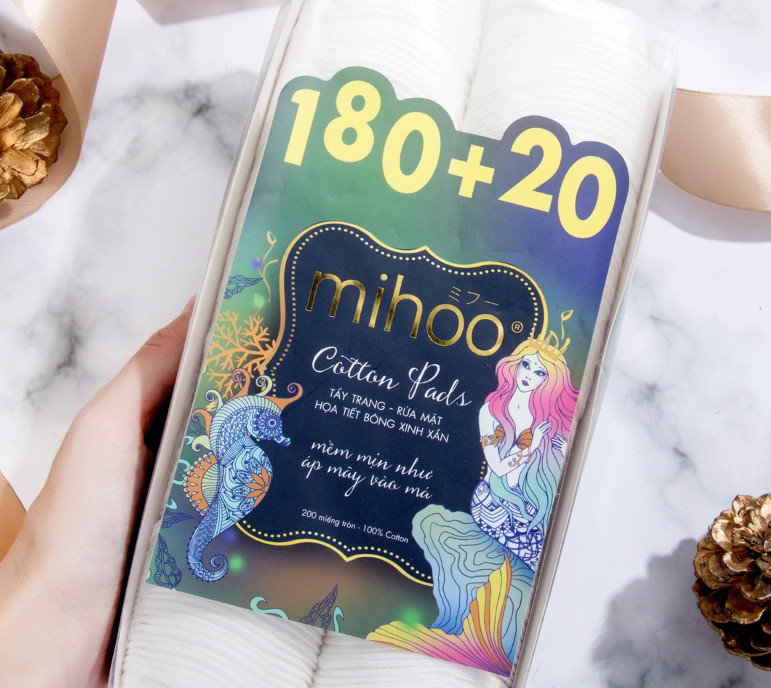 180+20
ミフー
mihoo®
Cotton Pads
TẨY TRANG - RỬA MẶT
HỌA TIẾT BÔNG XINH XẮN
mềm mịn như
áp mây vào má
200 miếng tròn - 100% Cotton